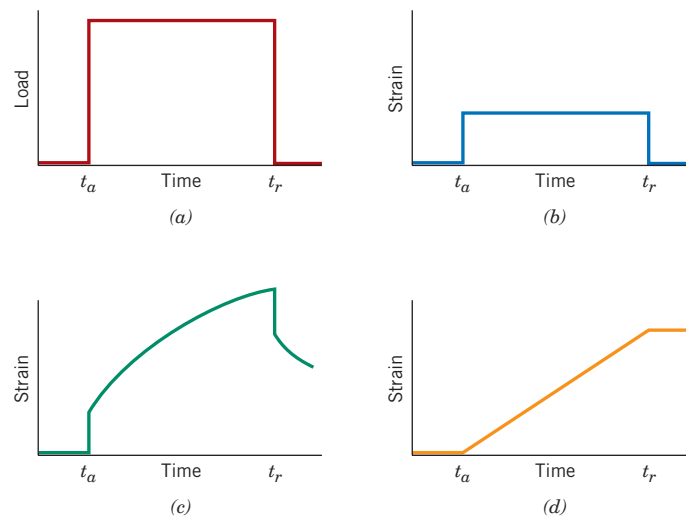 Load
t_a Time t_r
(a)
Strain
t_a Time t_r
(b)
Strain
t_a Time t_r
(c)
Strain
t_a Time t_r
(d)